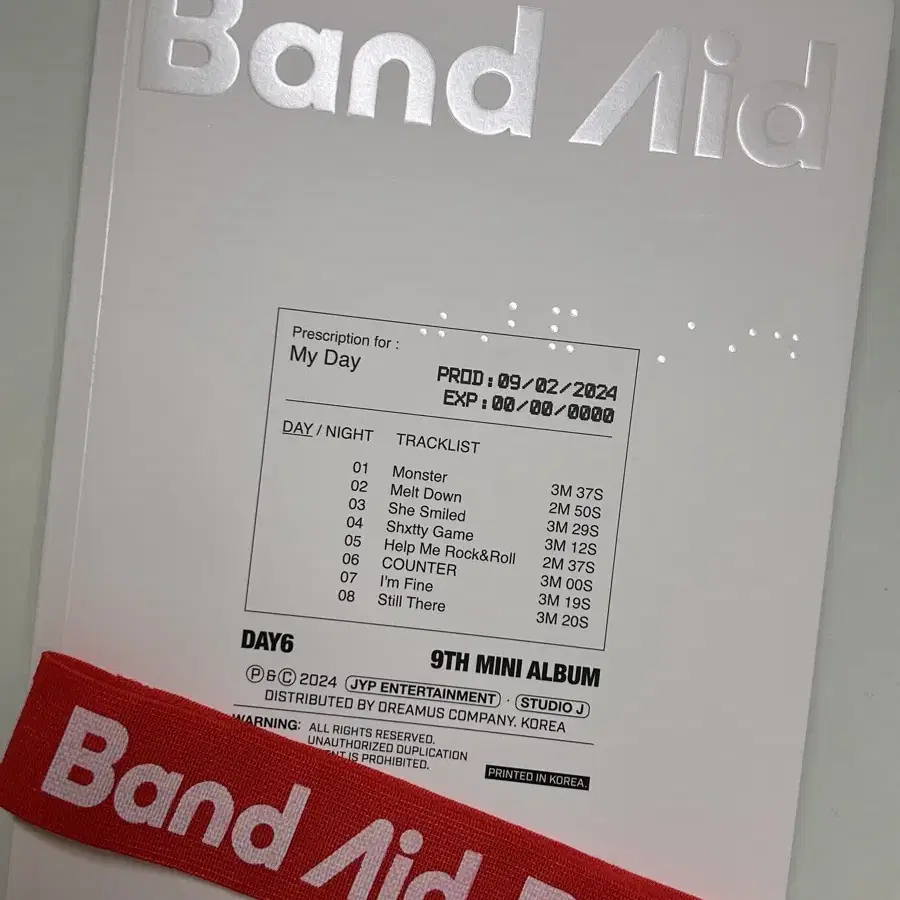 Band Aid
Prescription for :
My Day
PROD:09/02/2024
EXP:00/00/0000
DAY / NIGHT TRACKLIST
01 Monster 3M 37S
02 Melt Down 2M 50S
03 She Smiled 3M 29S
04 Shxtty Game 3M 12S
05 Help Me Rock&Roll 2M 37S
06 COUNTER 3M 00S
07 I'm Fine 3M 19S
08 Still There 3M 20S
DAY6 9TH MINI ALBUM
Ⓟ&Ⓒ 2024 JYP ENTERTAINMENT · STUDIO J
DISTRIBUTED BY DREAMUS COMPANY. KOREA
WARNING: ALL RIGHTS RESERVED.
UNAUTHORIZED DUPLICATION
IS PROHIBITED.
PRINTED IN KOREA.
Band Aid